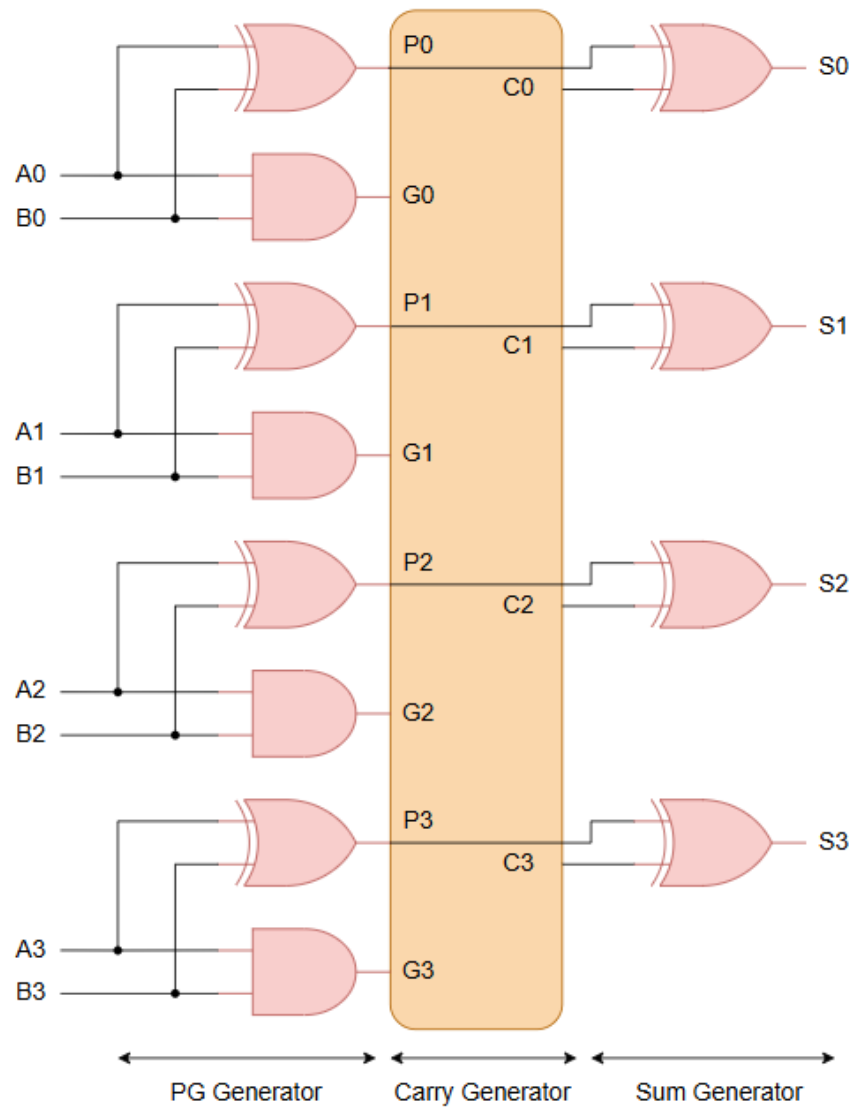 P0
C0
S0
A0
G0
B0
P1
C1
S1
A1
G1
B1
P2
C2
S2
A2
G2
B2
P3
C3
S3
A3
G3
B3
PG Generator Carry Generator Sum Generator